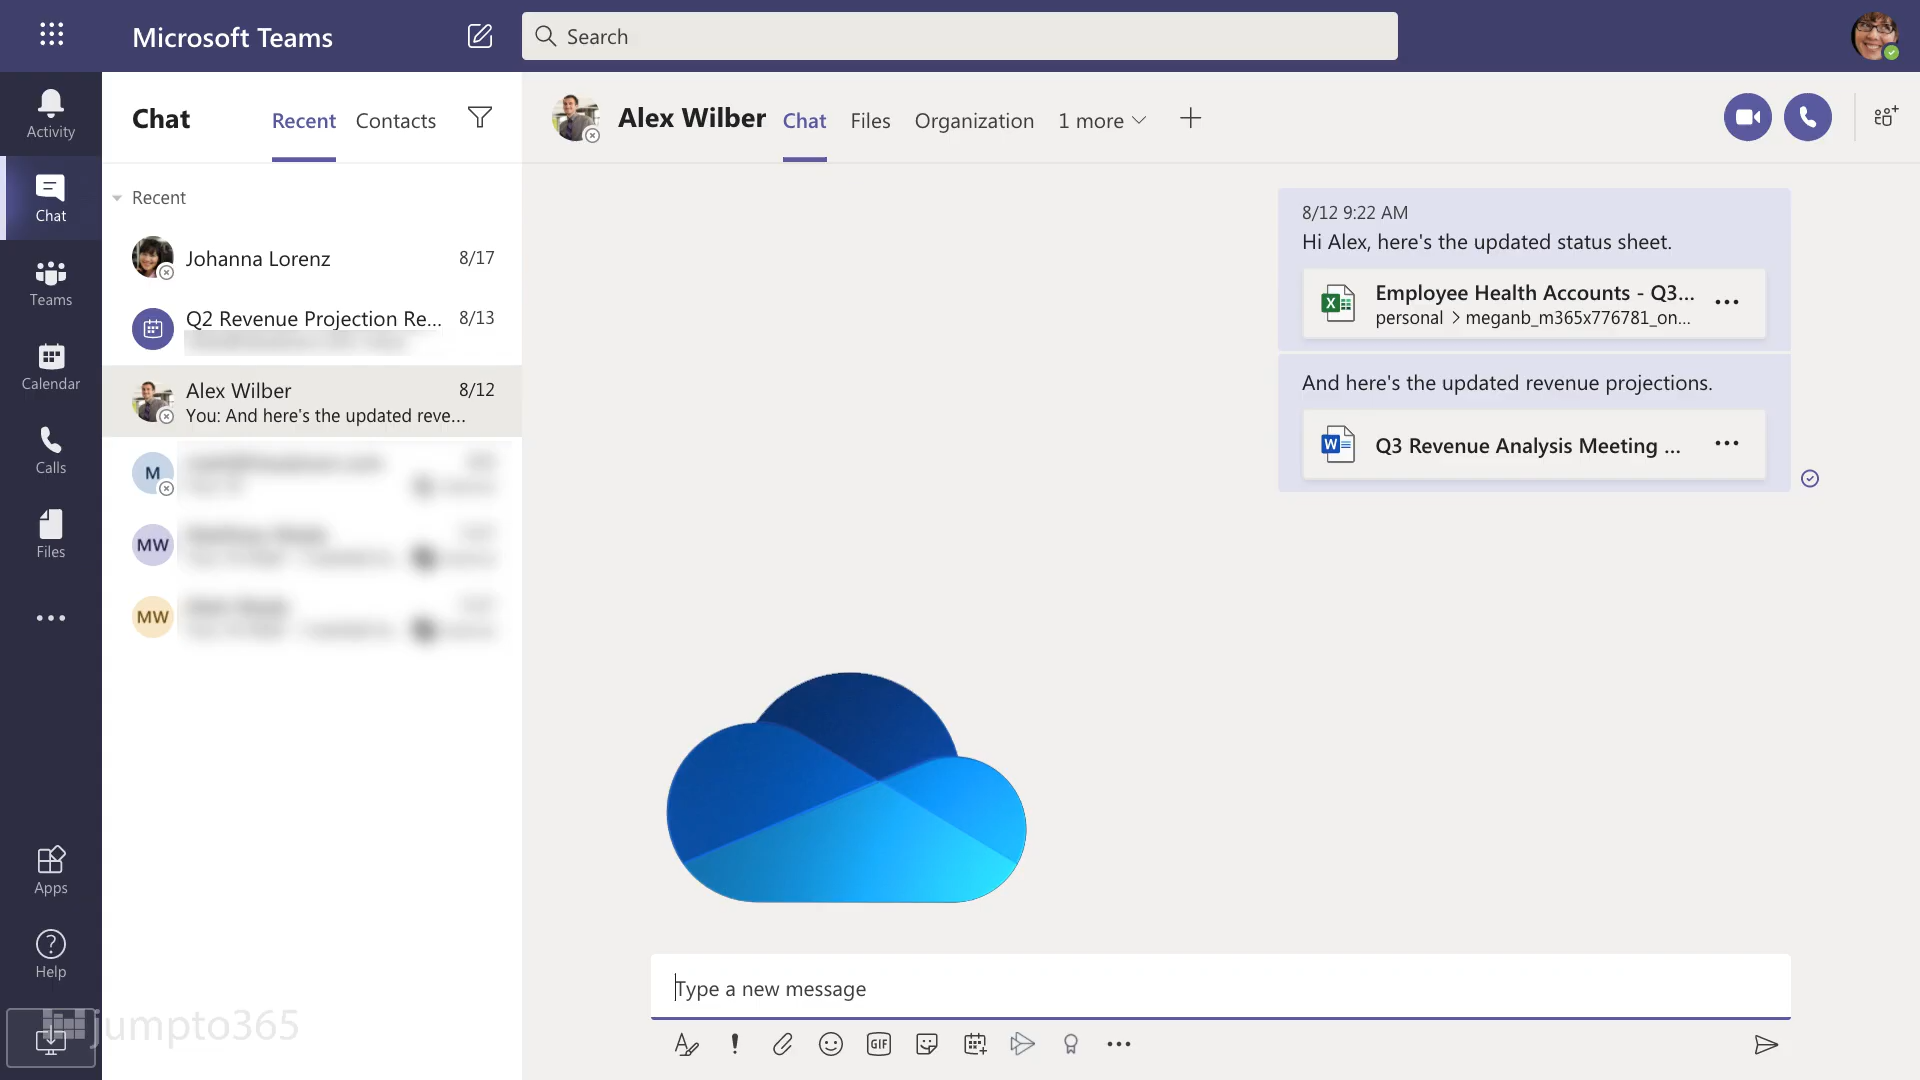 Microsoft Teams
Search
Activity
Chat
Teams
Calendar
Calls
Files
Apps
Help
Chat
Recent
Contacts
Recent
Johanna Lorenz 8/17
Q2 Revenue Projection Re... 8/13
Alex Wilber 8/12
You: And here's the updated reve...
M
MW
MW
Alex Wilber
Chat
Files
Organization
1 more
8/12 9:22 AM
Hi Alex, here's the updated status sheet.
X
Employee Health Accounts - Q3...
personal > meganb_m365x776781_on...
And here's the updated revenue projections.
W
Q3 Revenue Analysis Meeting ...
Type a new message
GIF
jumpto365